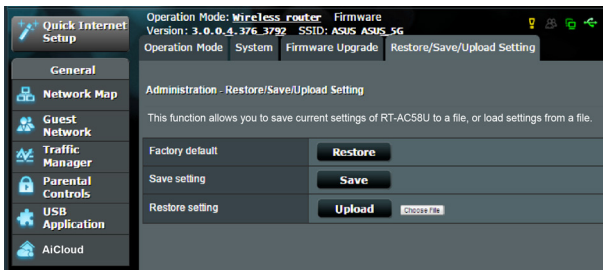 Quick Internet
Setup
Operation Mode: Wireless router Firmware
Version: 3.0.0.4.376_3792 SSID: ASUS ASUS_5G
Operation Mode System Firmware Upgrade Restore/Save/Upload Setting
General
Network Map
Guest
Network
Traffic
Manager
Parental
Controls
USB
Application
AiCloud
Administration - Restore/Save/Upload Setting
This function allows you to save current settings of RT-AC58U to a file, or load settings from a file.
Factory default Restore
Save setting Save
Restore setting Upload Choose File